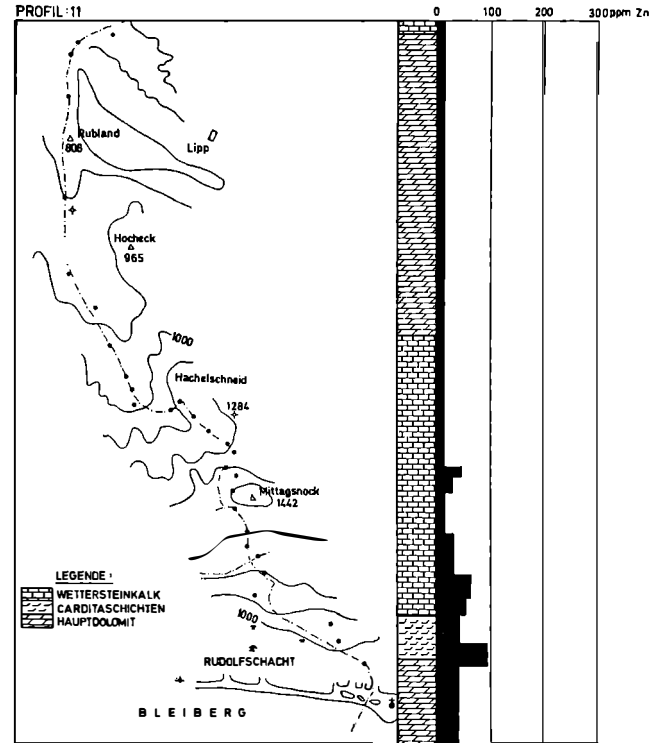 PROFIL:11
0 100 200 300ppm Zn
Rubland
808
Lipp
Hocheck
965
1000
Hachelschneid
1284
Mittagsnock
1442
LEGENDE:
WETTERSTEINKALK
CARDITASCHICHTEN
HAUPTDOLOMIT
1000
RUDOLFSCHACHT
BLEIBERG